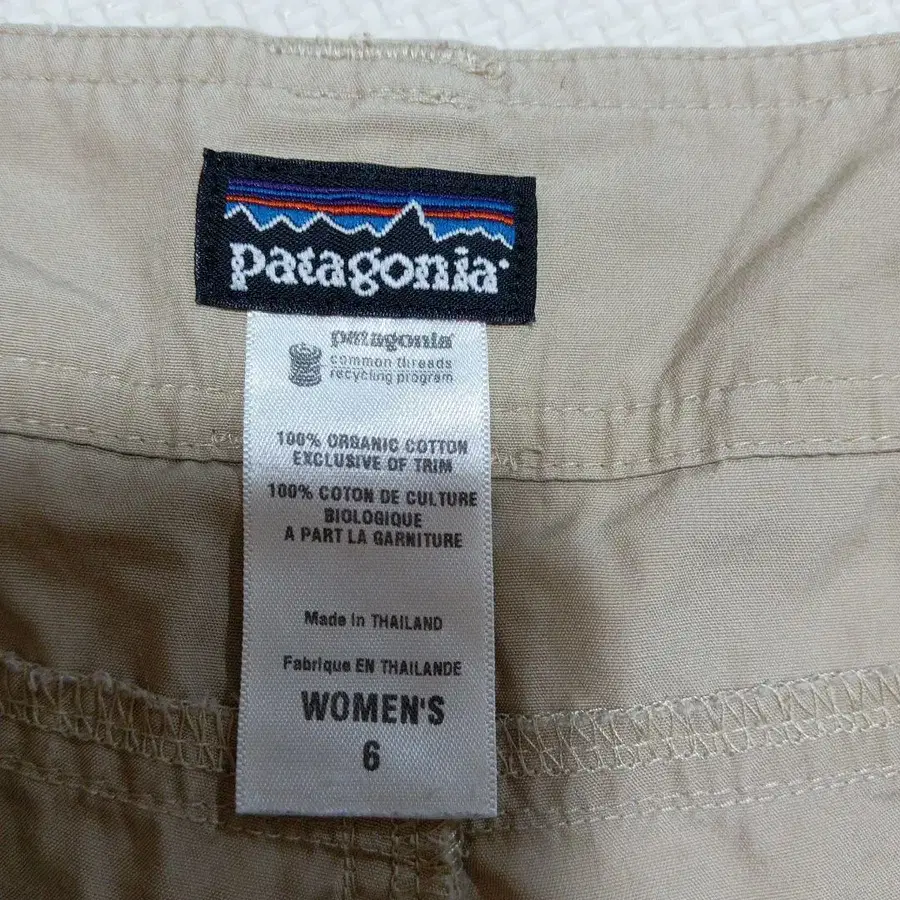 patagonia
patagonia
common threads
recycling program
100% ORGANIC COTTON
EXCLUSIVE OF TRIM
100% COTON DE CULTURE
BIOLOGIQUE
A PART LA GARNITURE
Made in THAILAND
Fabrique EN THAILANDE
WOMEN'S
6